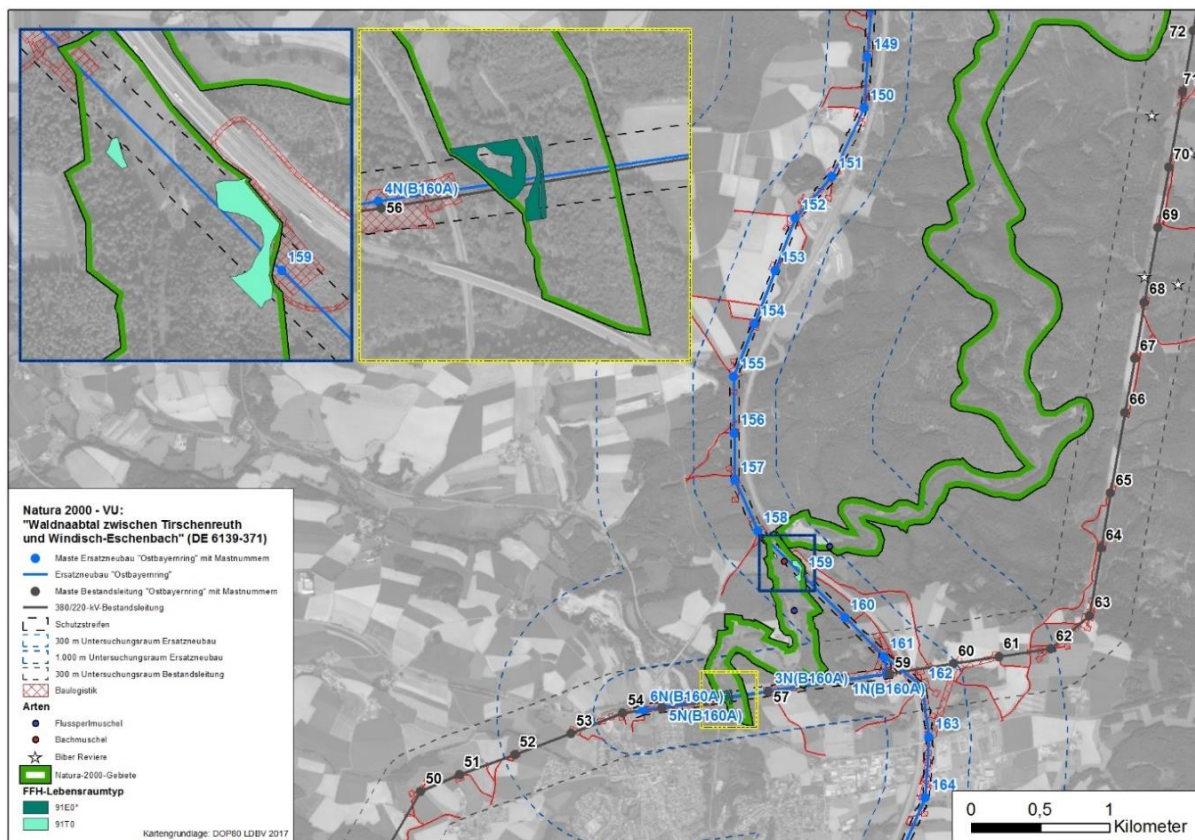 159
4N(B160A)
56
149
150
151
152
153
154
155
156
157
158
159
160
161
162
163
164
72
70
69
68
67
66
65
64
63
62
61
60
59
3N(B160A)
1N(B160A)
57
6N(B160A)
5N(B160A)
54
53
52
51
50
Natura 2000 - VU:
"Waldnaabtal zwischen Tirschenreuth
und Windisch-Eschenbach" (DE 6139-371)
Maste Ersatzneubau "Ostbayernring" mit Mastnummern
Ersatzneubau "Ostbayernring"
Maste Bestandsleitung "Ostbayernring" mit Mastnummern
380/220-kV-Bestandsleitung
Schutzstreifen
300 m Untersuchungsraum Ersatzneubau
1.000 m Untersuchungsraum Ersatzneubau
300 m Untersuchungsraum Bestandsleitung
Baulogistik
Arten
Flussperlmuschel
Bachmuschel
Biber Reviere
Natura-2000-Gebiete
FFH-Lebensraumtyp
91E0*
91T0
Kartengrundlage: DOP80 LDBV 2017
0 0,5 1
Kilometer